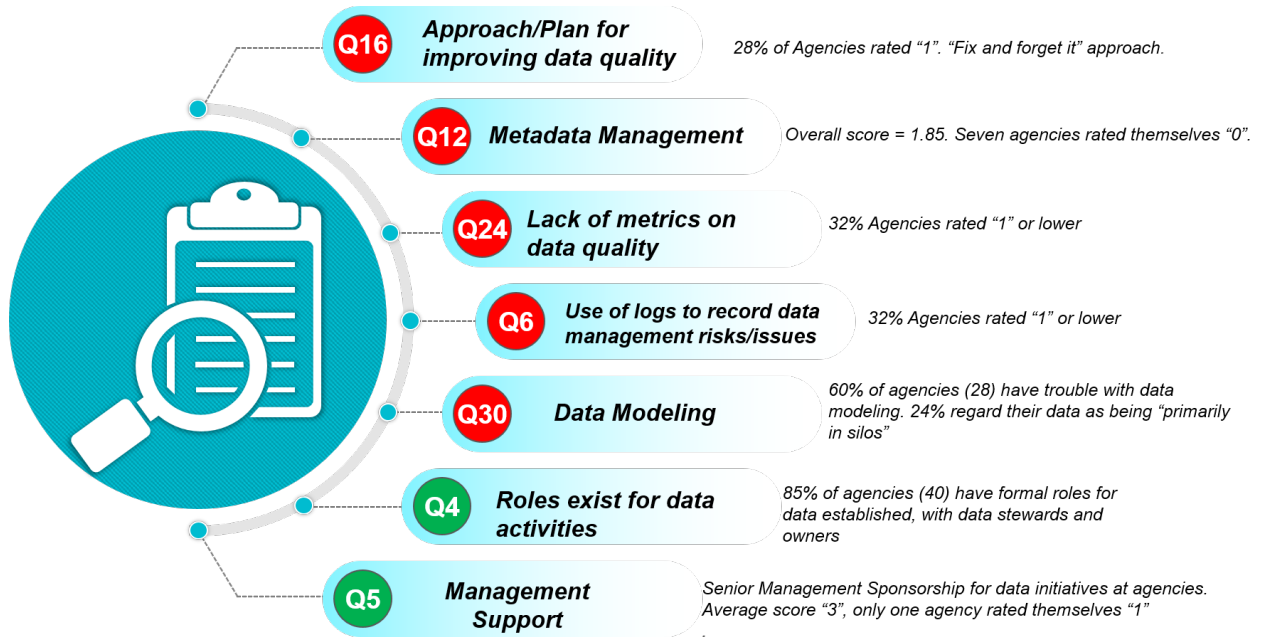 Q16
Approach/Plan for
improving data quality
28% of Agencies rated “1”. “Fix and forget it” approach.
Q12
Metadata Management
Overall score = 1.85. Seven agencies rated themselves “0”.
Q24
Lack of metrics on
data quality
32% Agencies rated “1” or lower
Q6
Use of logs to record data
management risks/issues
32% Agencies rated “1” or lower
Q30
Data Modeling
60% of agencies (28) have trouble with data
modeling. 24% regard their data as being “primarily
in silos”
Q4
Roles exist for data
activities
85% of agencies (40) have formal roles for
data established, with data stewards and
owners
Q5
Management
Support
Senior Management Sponsorship for data initiatives at agencies.
Average score “3”, only one agency rated themselves “1”